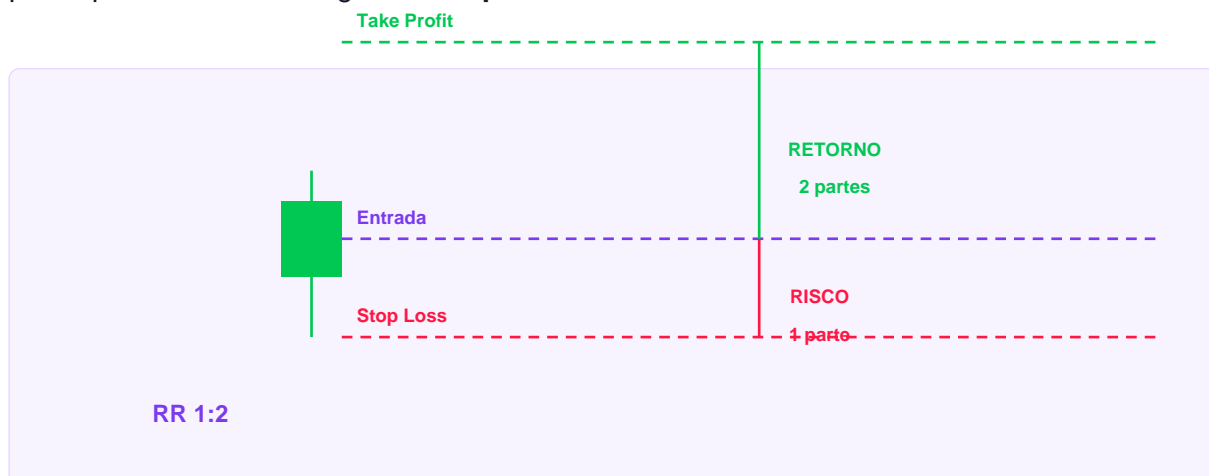 Take Profit
RETORNO
2 partes
Entrada
RISCO
Stop Loss
1 parte
RR 1:2